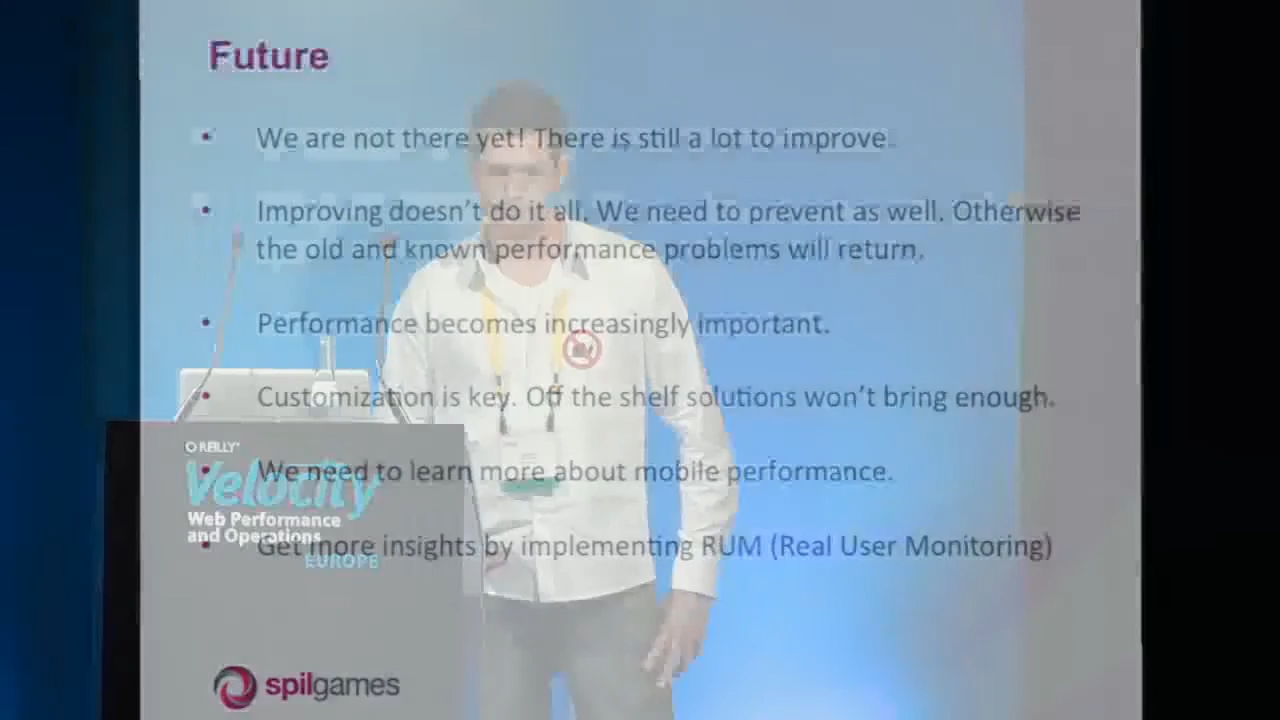 Future
• We are not there yet! There is still a lot to improve.
• Improving doesn't do it all. We need to prevent as well. Otherwise
the old and known performance problems will return.
• Performance becomes increasingly important.
• Customization is key. Off the shelf solutions won't bring enough.
• We need to learn more about mobile performance.
• Get more insights by implementing RUM (Real User Monitoring)
O'REILLY
Velocity
Web Performance
and Operations
EUROPE
spilgames